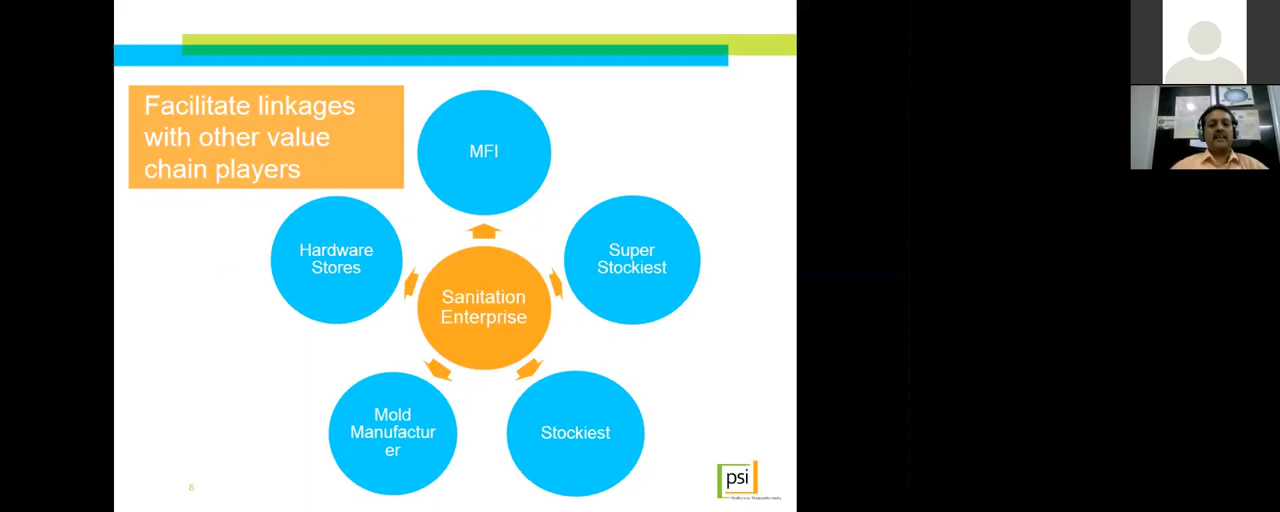 Facilitate linkages
with other value
chain players
MFI
Hardware
Stores
Super
Stockiest
Sanitation
Enterprise
Mold
Manufactur
er
Stockiest
8
psi